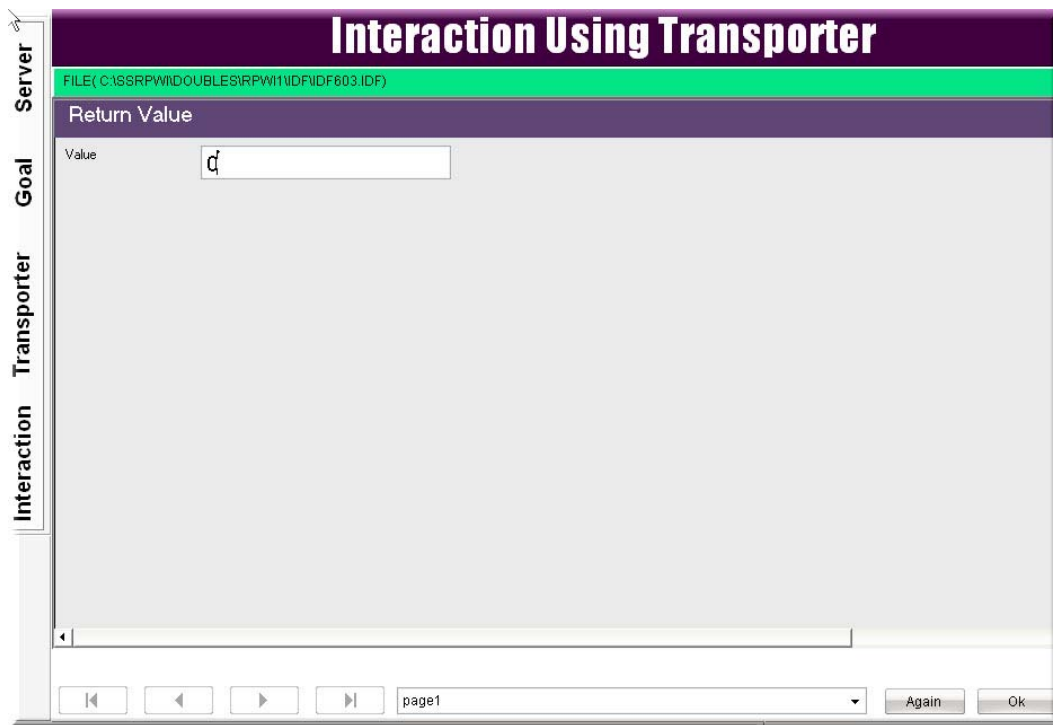 Interaction Using Transporter
Server
Goal
Transporter
Interaction
FILE( C:\SSRPWI\DOUBLES\RPWI1\IDF\IDF603.IDF)
Return Value
Value
page1
Again
Ok